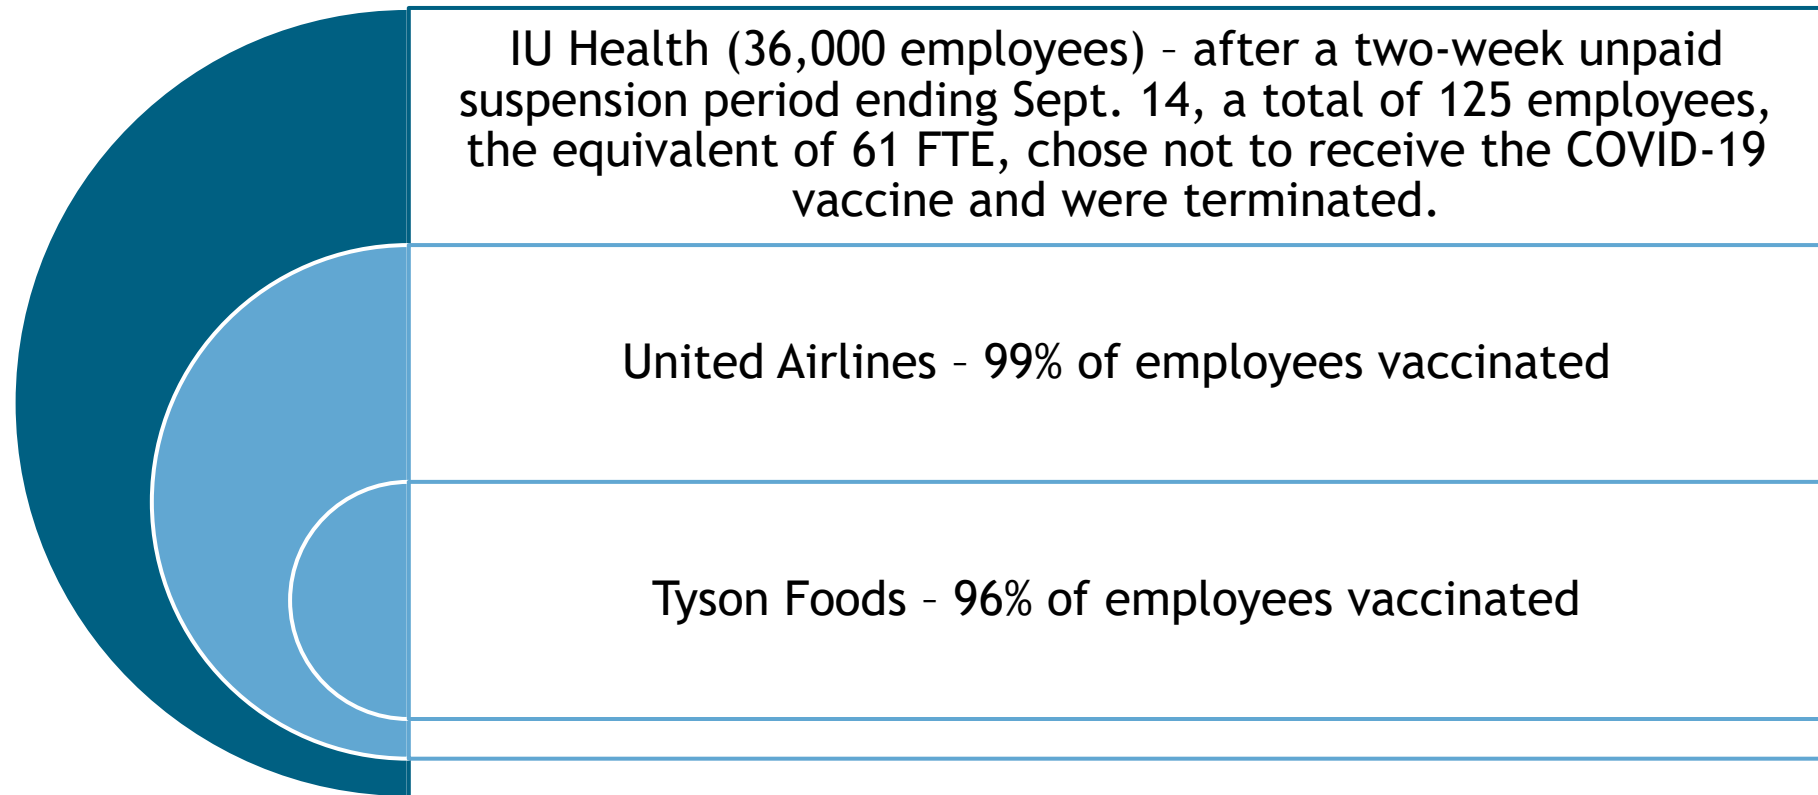 IU Health (36,000 employees) – after a two-week unpaid
suspension period ending Sept. 14, a total of 125 employees,
the equivalent of 61 FTE, chose not to receive the COVID-19
vaccine and were terminated.
United Airlines – 99% of employees vaccinated
Tyson Foods – 96% of employees vaccinated